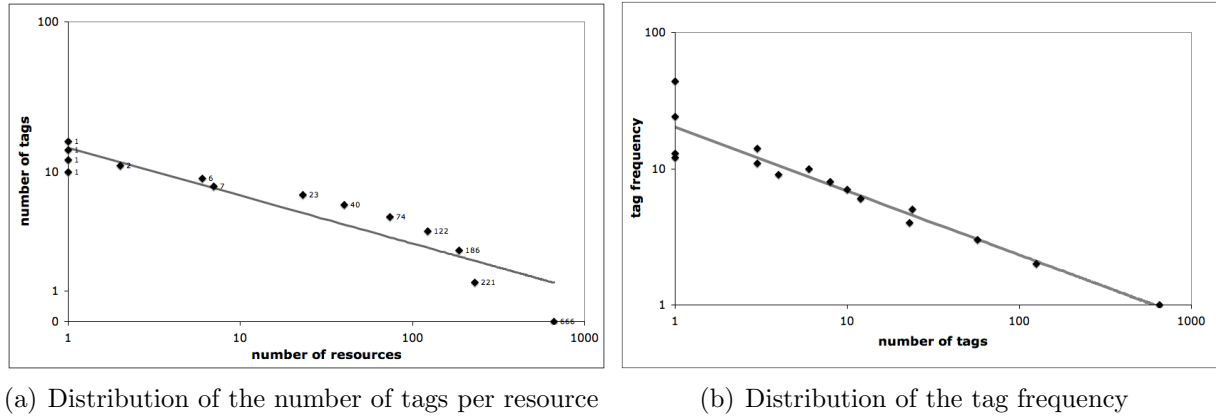 100
10
1
0
number of tags
1
1
1
1
2
6
7
23
40
74
122
186
221
666
1 10 100 1000
number of resources
100
10
1
tag frequency
1 10 100 1000
number of tags
(a) Distribution of the number of tags per resource
(b) Distribution of the tag frequency